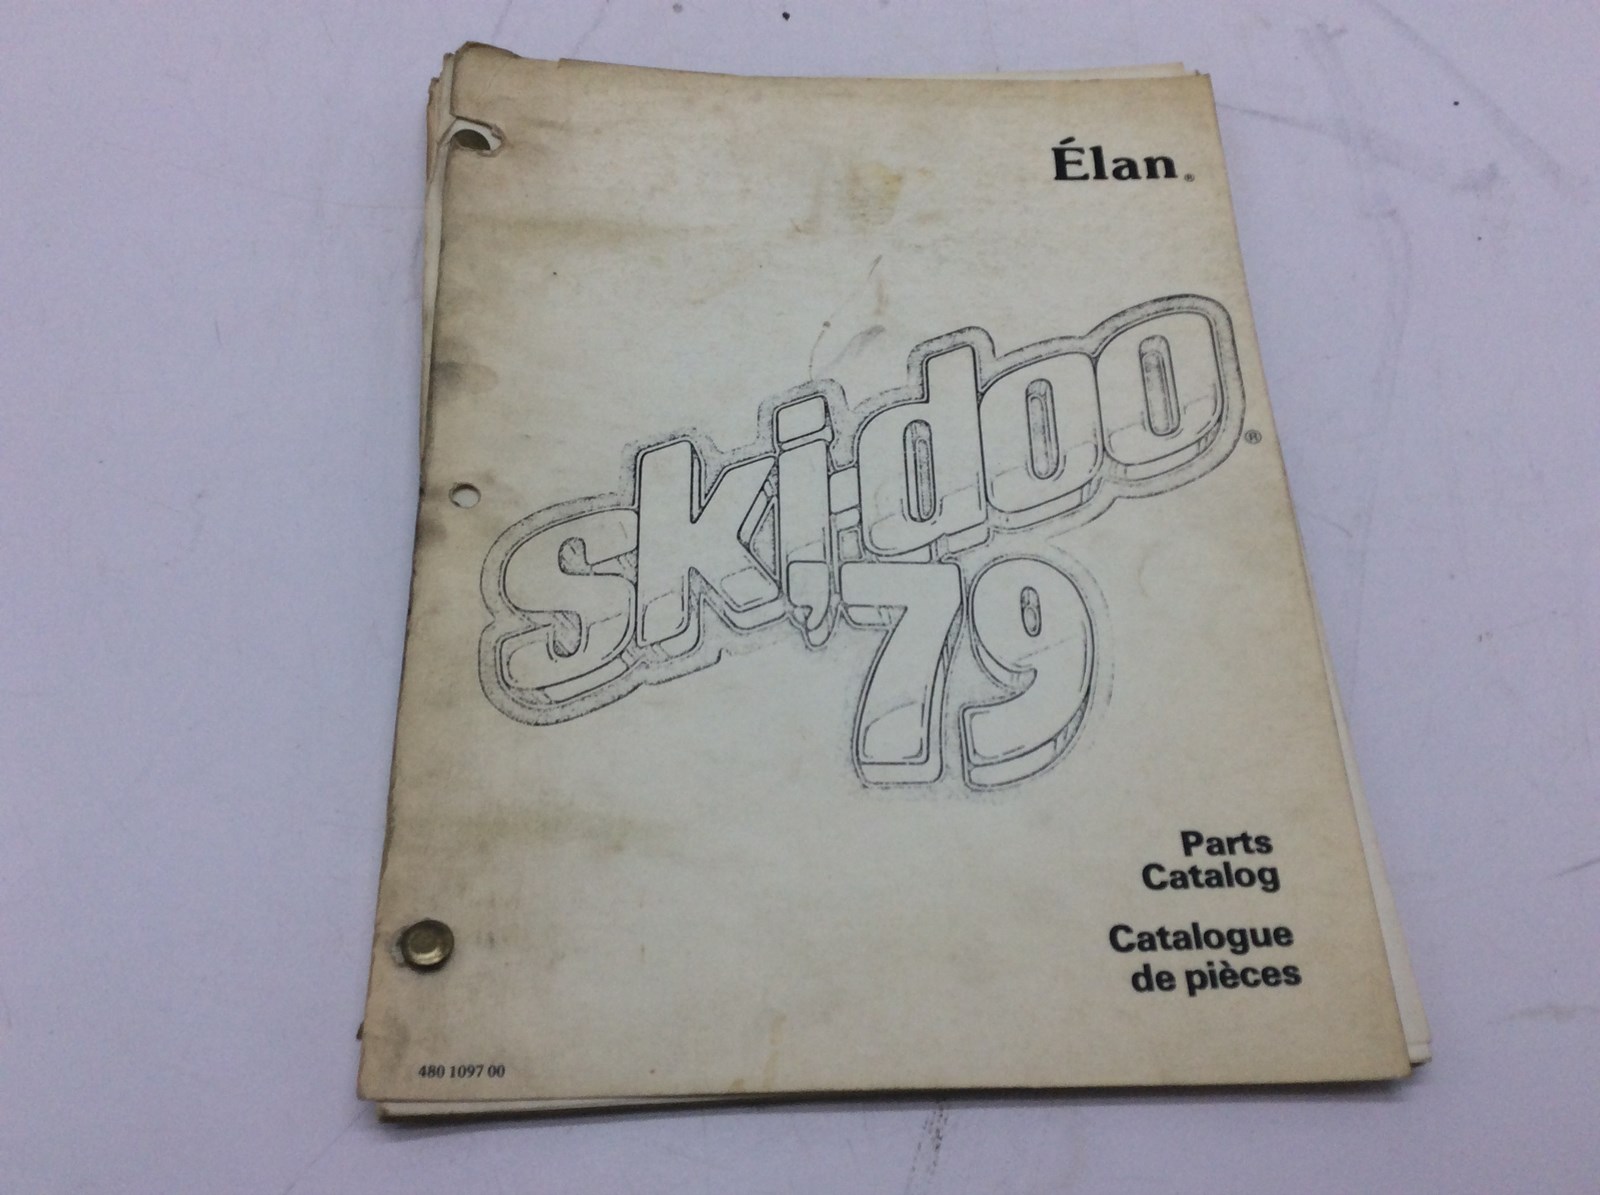 Élan®
ski-doo®
79
Parts
Catalog
Catalogue
de pièces
480 1097 00